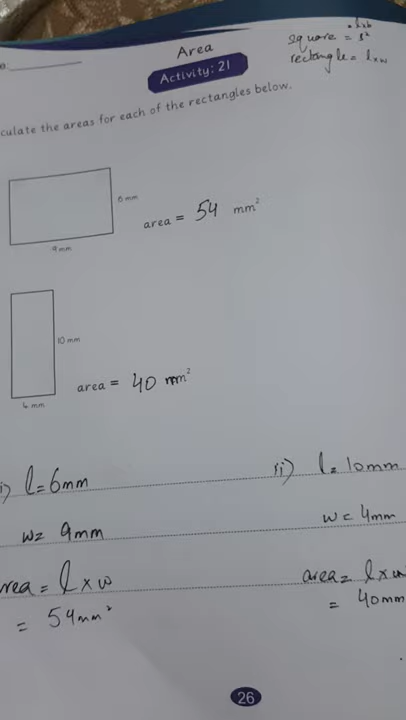 Area
square = s²
rectangle = l x w
Activity: 21
culate the areas for each of the rectangles below.
6 mm
area = 54 mm²
9 mm
10 mm
area = 40 mm²
4 mm
i) l = 6mm
ii) l = 10mm
w = 9mm
w = 4mm
rea = l x w
area = l x w
= 54mm²
= 40mm
26